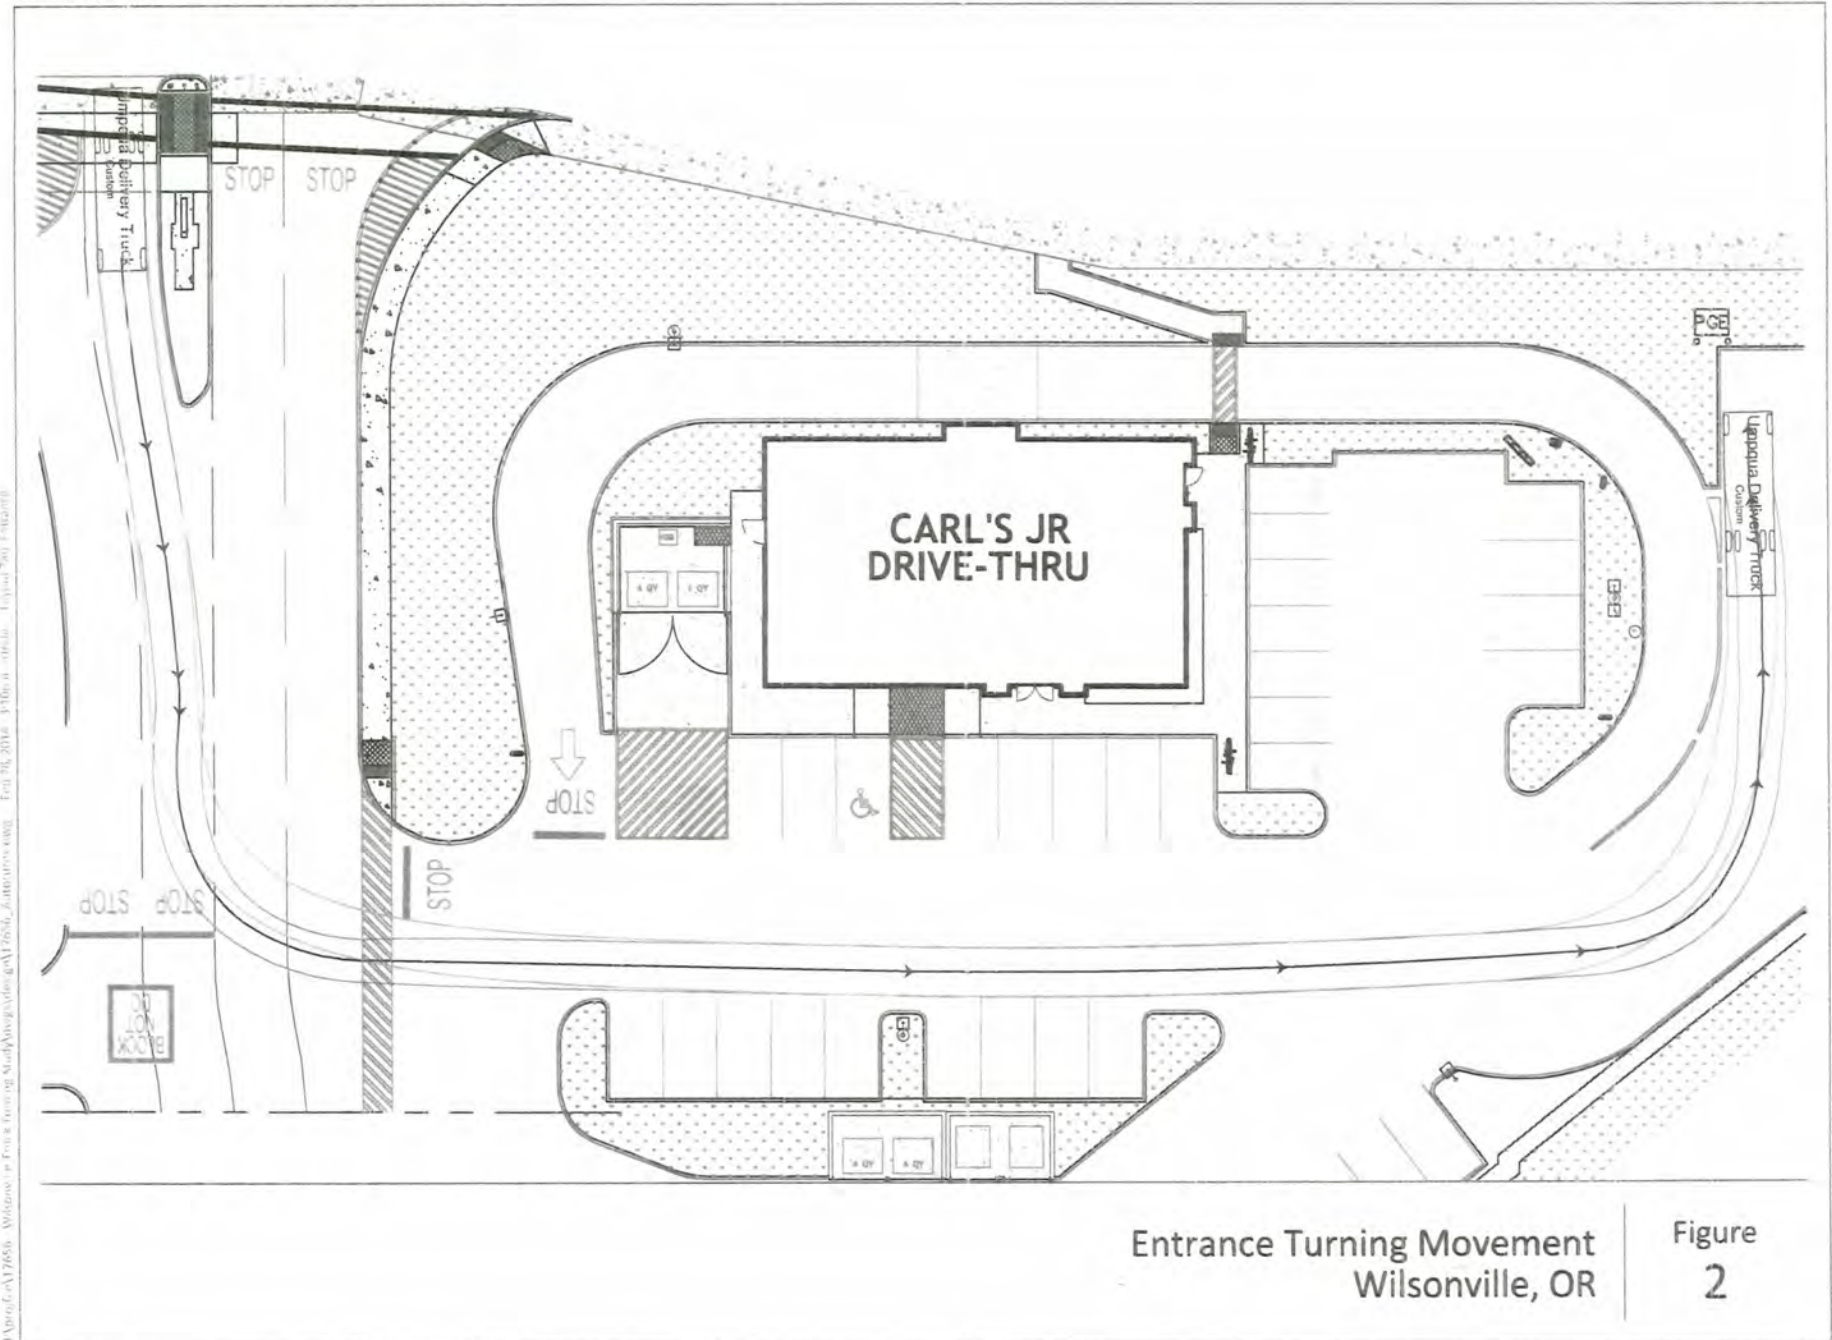 Umpqua Delivery Truck
Custom
STOP STOP
PGE
Umpqua Delivery Truck
Custom
CARL'S JR
DRIVE-THRU
STOP
STOP
STOP STOP
DO
NOT
BLOCK
Entrance Turning Movement
Wilsonville, OR
Figure
2